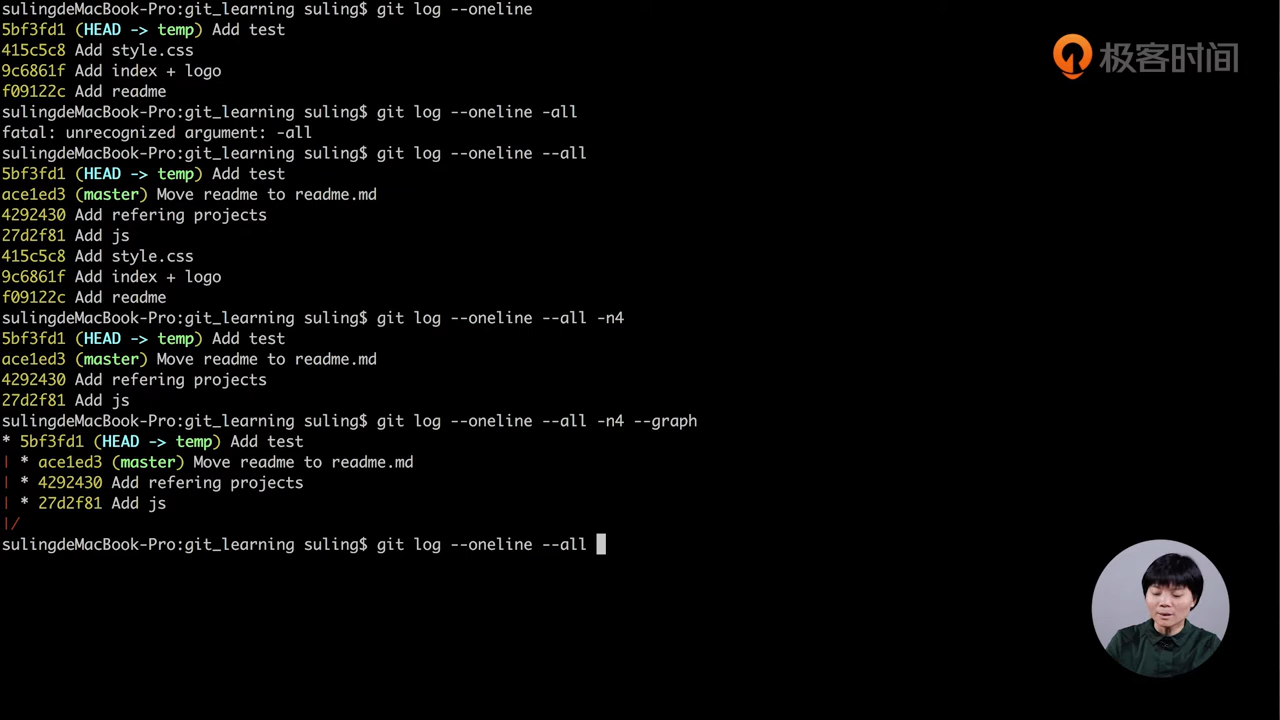 sulingdeMacBook-Pro:git_learning suling$ git log --oneline
5bf3fd1 (HEAD -> temp) Add test
415c5c8 Add style.css
9c6861f Add index + logo
f09122c Add readme
sulingdeMacBook-Pro:git_learning suling$ git log --oneline -all
fatal: unrecognized argument: -all
sulingdeMacBook-Pro:git_learning suling$ git log --oneline --all
5bf3fd1 (HEAD -> temp) Add test
ace1ed3 (master) Move readme to readme.md
4292430 Add refering projects
27d2f81 Add js
415c5c8 Add style.css
9c6861f Add index + logo
f09122c Add readme
sulingdeMacBook-Pro:git_learning suling$ git log --oneline --all -n4
5bf3fd1 (HEAD -> temp) Add test
ace1ed3 (master) Move readme to readme.md
4292430 Add refering projects
27d2f81 Add js
sulingdeMacBook-Pro:git_learning suling$ git log --oneline --all -n4 --graph
* 5bf3fd1 (HEAD -> temp) Add test
| * ace1ed3 (master) Move readme to readme.md
| * 4292430 Add refering projects
| * 27d2f81 Add js
|/
sulingdeMacBook-Pro:git_learning suling$ git log --oneline --all
极客时间